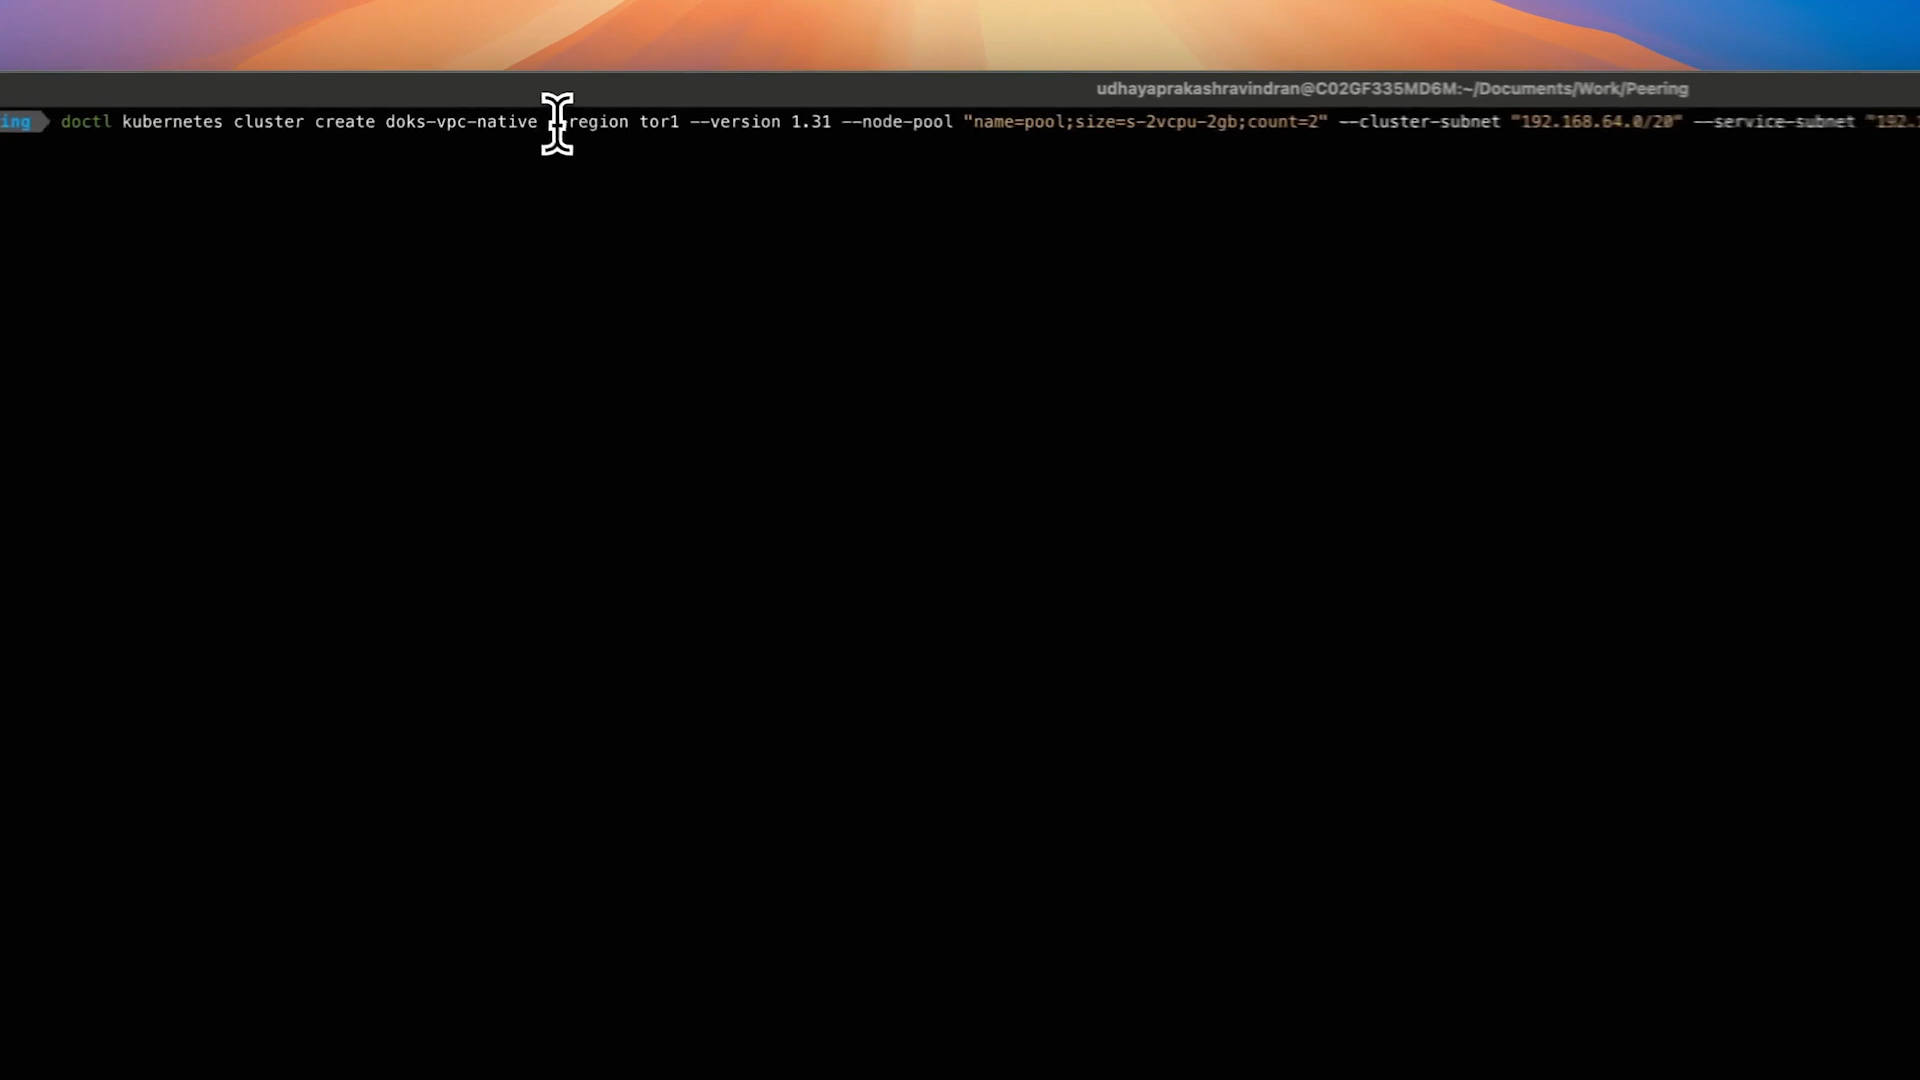 udhayaprakashravindran@C02GF335MD6M:~/Documents/Work/Peering
ing doctl kubernetes cluster create doks-vpc-native --region tor1 --version 1.31 --node-pool "name=pool;size=s-2vcpu-2gb;count=2" --cluster-subnet "192.168.64.0/20" --service-subnet "192.